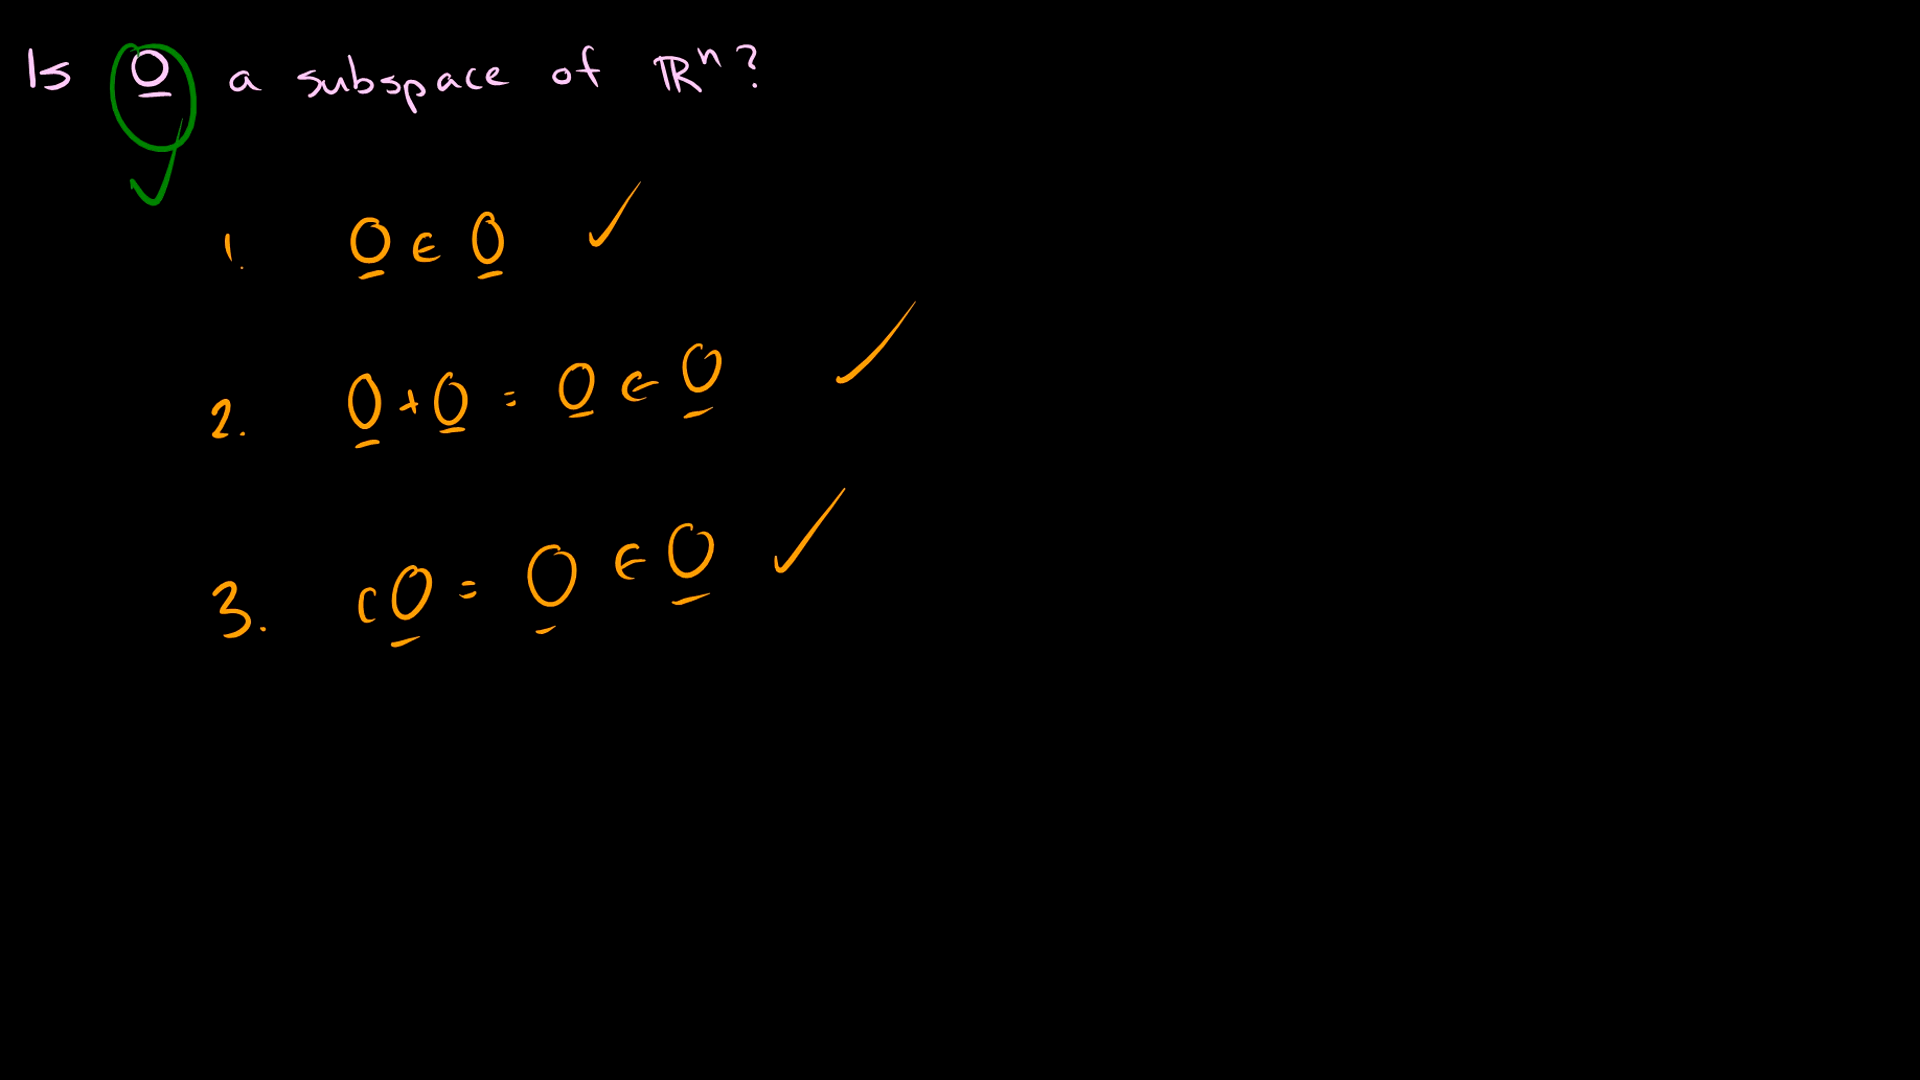 Is 0 a subspace of ℝⁿ?
1. 0 ∈ 0 ✓
2. 0 + 0 = 0 ∈ 0 ✓
3. c0 = 0 ∈ 0 ✓